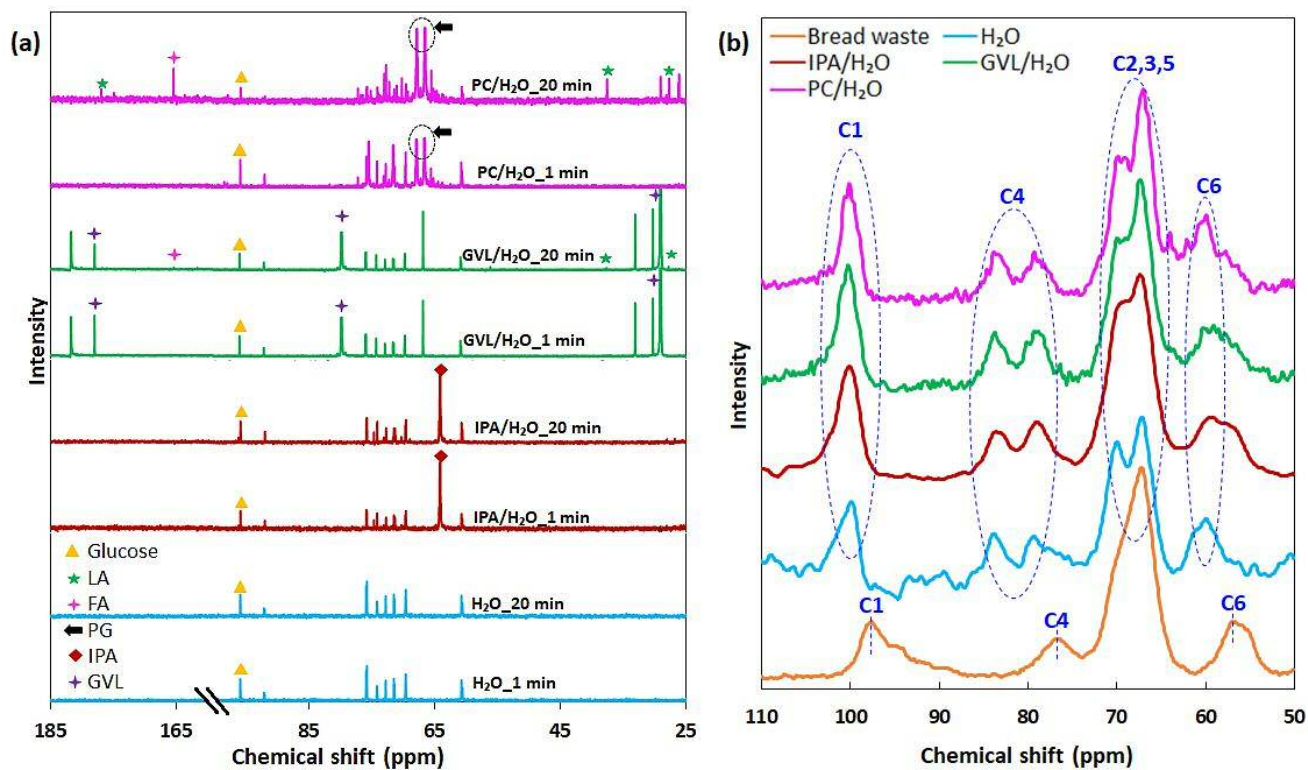 (a)
PC/H₂O_20 min
PC/H₂O_1 min
GVL/H₂O_20 min
GVL/H₂O_1 min
IPA/H₂O_20 min
IPA/H₂O_1 min
Glucose
LA
FA
PG
IPA
GVL
H₂O_20 min
H₂O_1 min
Intensity
185 165 85 65 45 25
Chemical shift (ppm)
(b)
Bread waste H₂O
IPA/H₂O GVL/H₂O
PC/H₂O
C2,3,5
C1
C4
C6
C1
C4
C6
Intensity
110 100 90 80 70 60 50
Chemical shift (ppm)